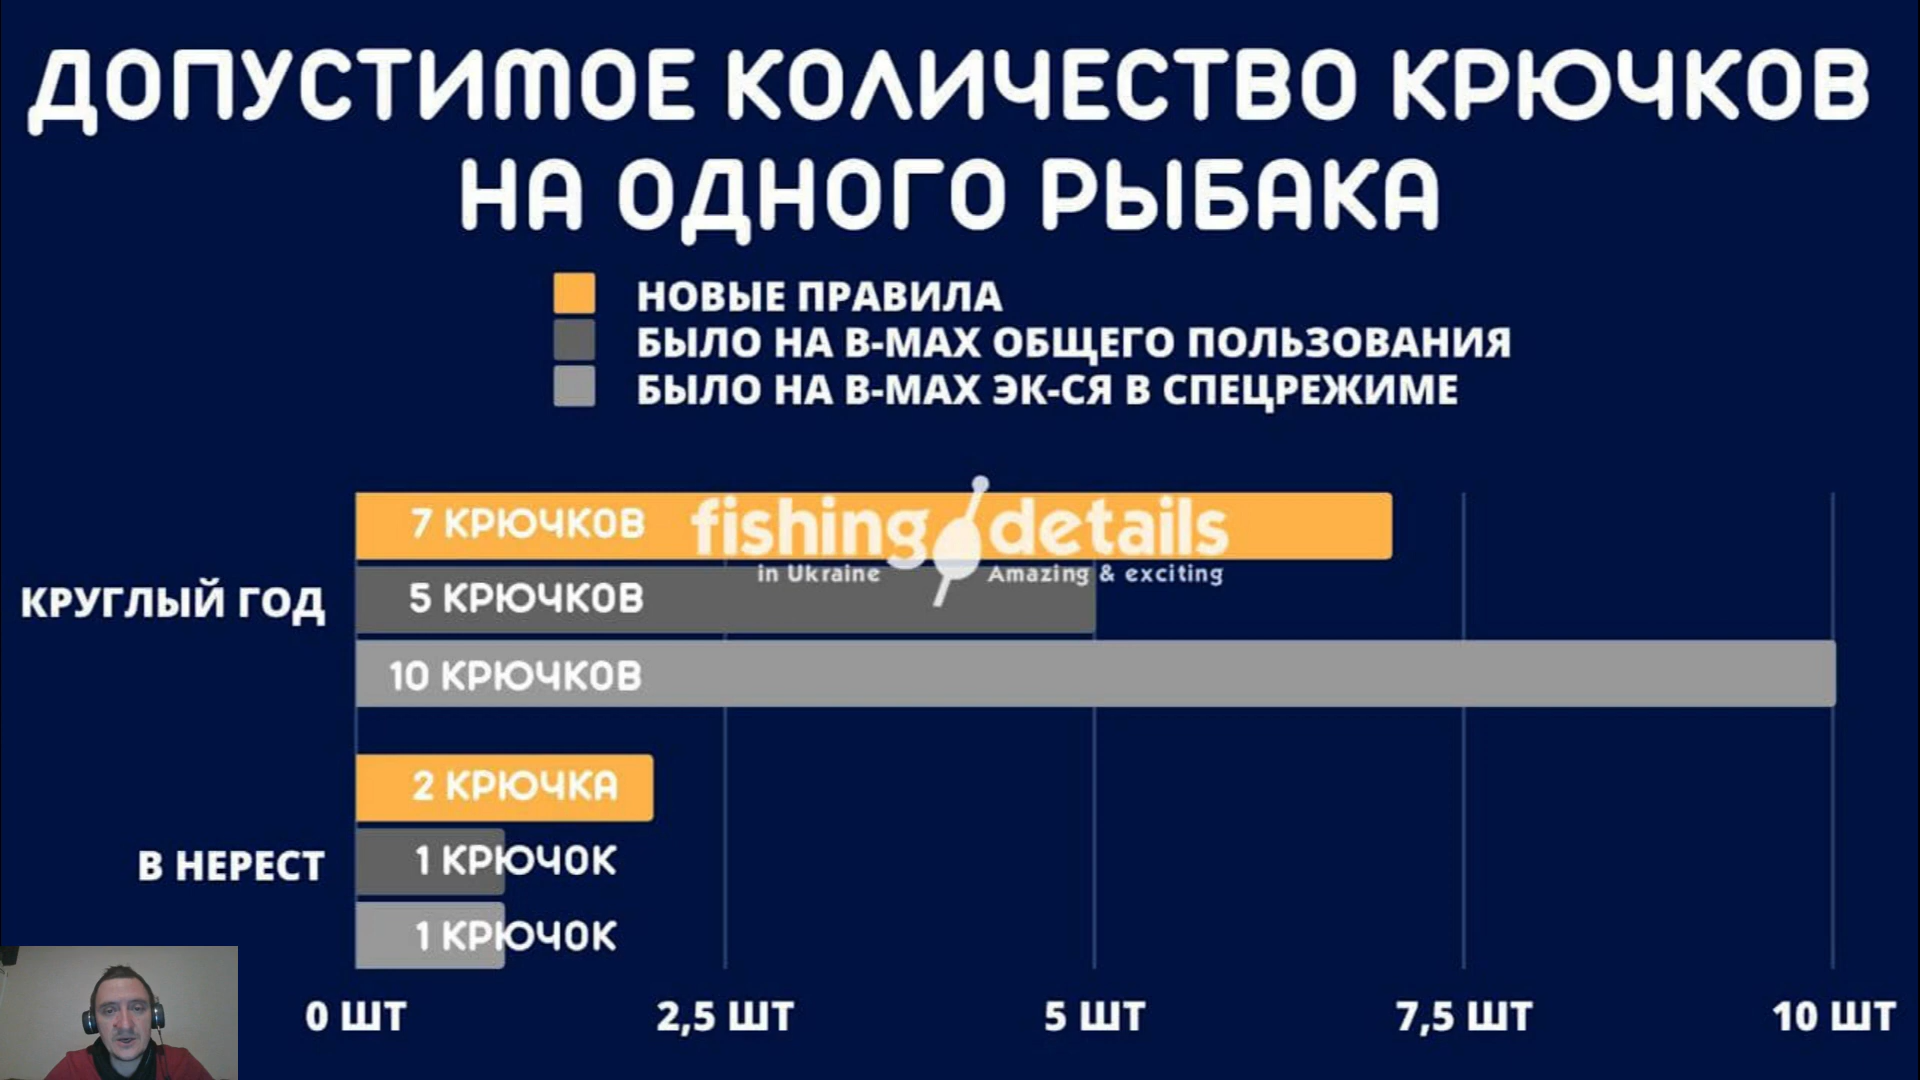 ДОПУСТИМОЕ КОЛИЧЕСТВО КРЮЧКОВ
НА ОДНОГО РЫБАКА
НОВЫЕ ПРАВИЛА
БЫЛО НА В-МАХ ОБЩЕГО ПОЛЬЗОВАНИЯ
БЫЛО НА В-МАХ ЭК-СЯ В СПЕЦРЕЖИМЕ
7 КРЮЧКОВ
fishing details
in Ukraine Amazing & exciting
КРУГЛЫЙ ГОД
5 КРЮЧКОВ
10 КРЮЧКОВ
2 КРЮЧКА
В НЕРЕСТ
1 КРЮЧОК
1 КРЮЧОК
0 ШТ 2,5 ШТ 5 ШТ 7,5 ШТ 10 ШТ